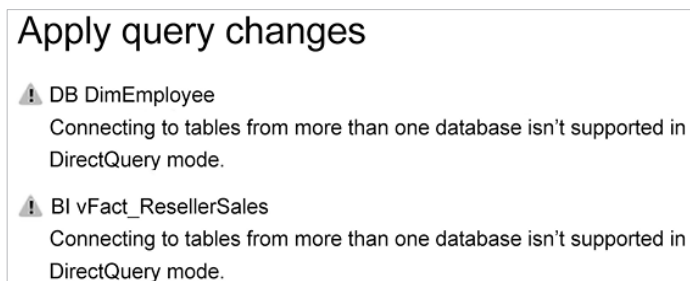 Apply query changes
DB DimEmployee
Connecting to tables from more than one database isn't supported in
DirectQuery mode.
BI vFact_ResellerSales
Connecting to tables from more than one database isn't supported in
DirectQuery mode.